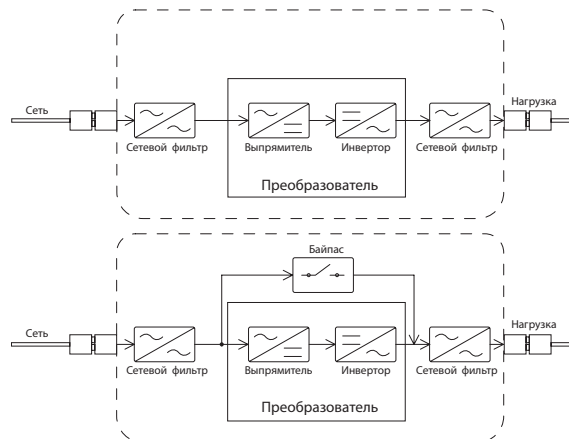 Сеть
Нагрузка
Сетевой фильтр
Выпрямитель
Инвертор
Сетевой фильтр
Преобразователь
Байпас
Сеть
Нагрузка
Сетевой фильтр
Выпрямитель
Инвертор
Сетевой фильтр
Преобразователь